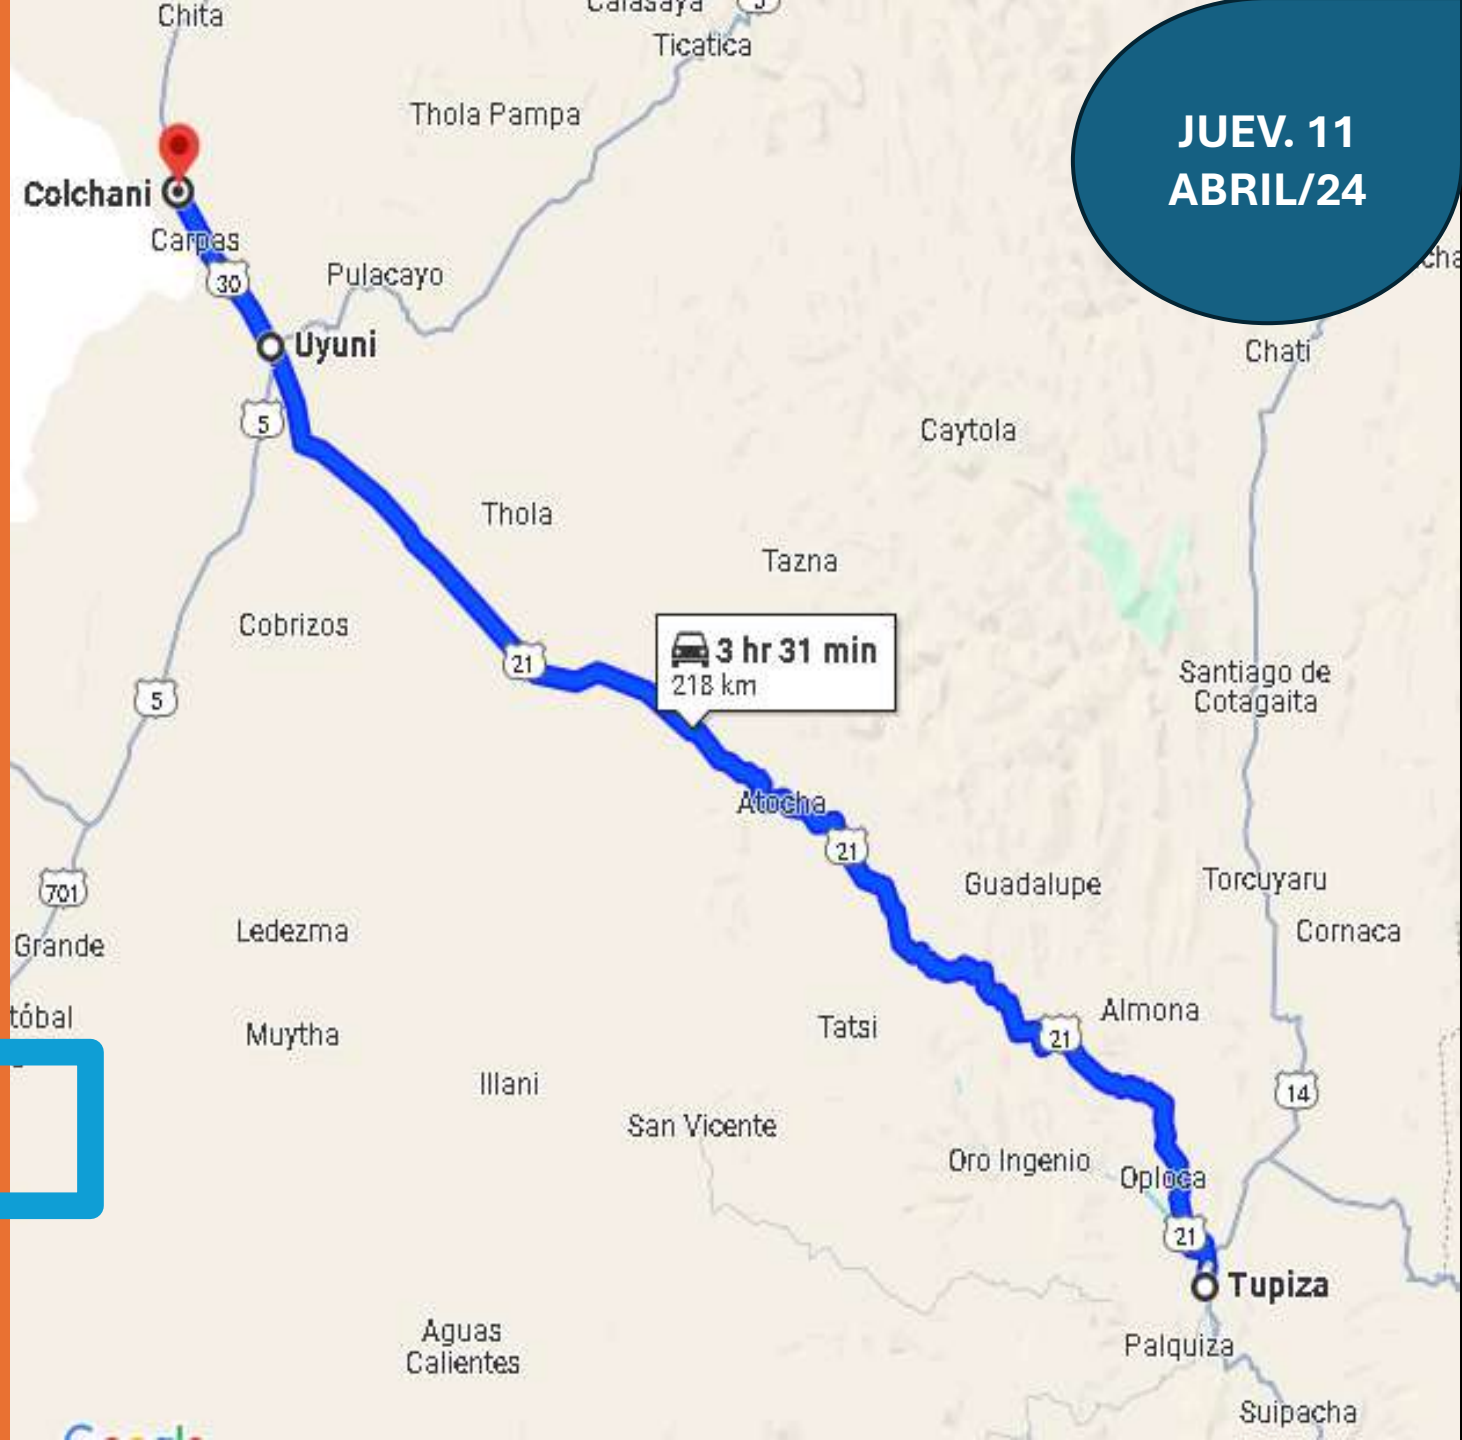 Chita
Ticatica
Thola Pampa
JUEV. 11
ABRIL/24
Colchani
Carpas
30
Pulacayo
Uyuni
Chati
5
Caytola
Thola
Tazna
Cobrizos
21
3 hr 31 min
218 km
Santiago de
Cotagaita
5
Atocha
21
701
Guadalupe
Torcuyaru
Grande
Ledezma
Cornaca
tóbal
Muytha
Tatsi
Almona
21
Illani
14
San Vicente
Oro Ingenio
Oploca
21
Tupiza
Aguas
Calientes
Palquiza
Suipacha